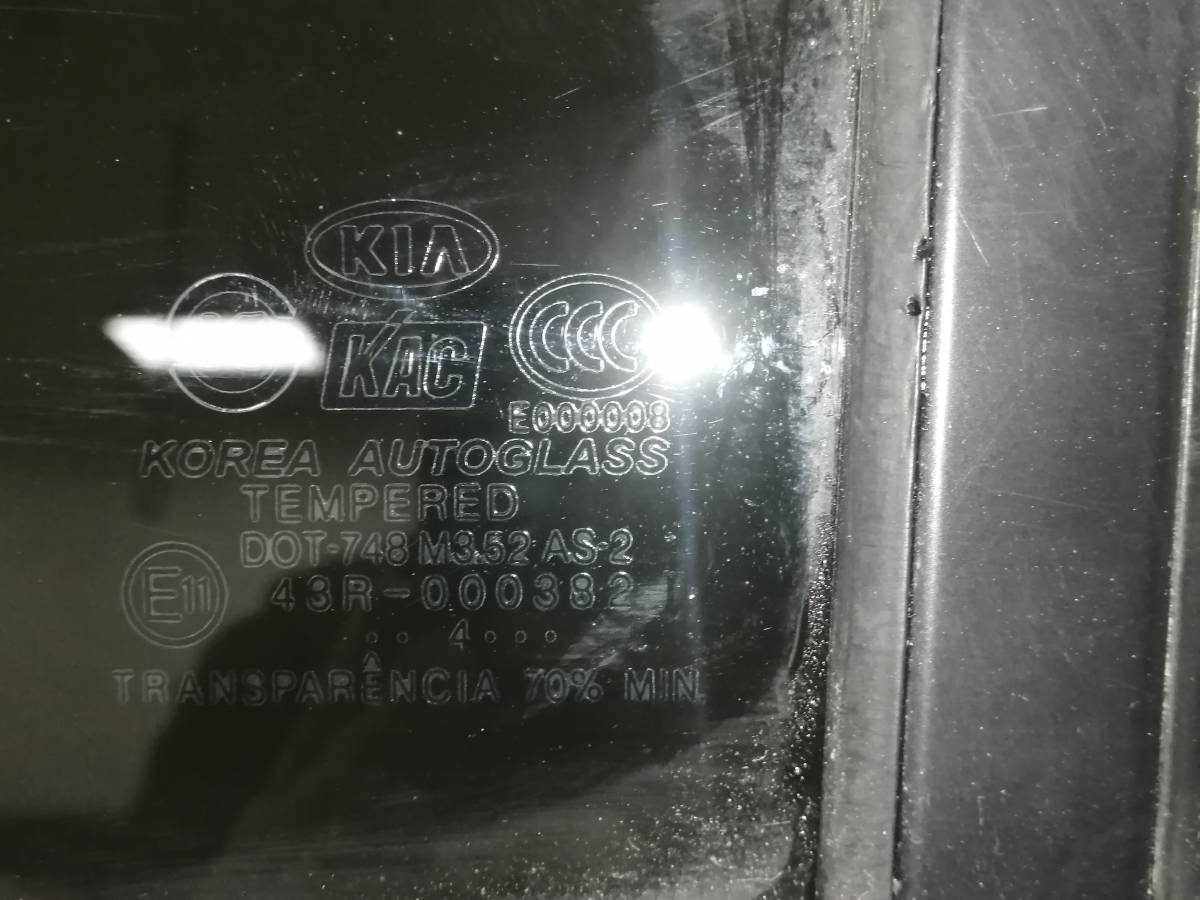 KIA
KAC
CCC
E000008
KOREA AUTOGLASS
TEMPERED
DOT-748 M3.52 AS-2
E11
43R-000382
.. 4 ...
TRANSPARÊNCIA 70% MIN